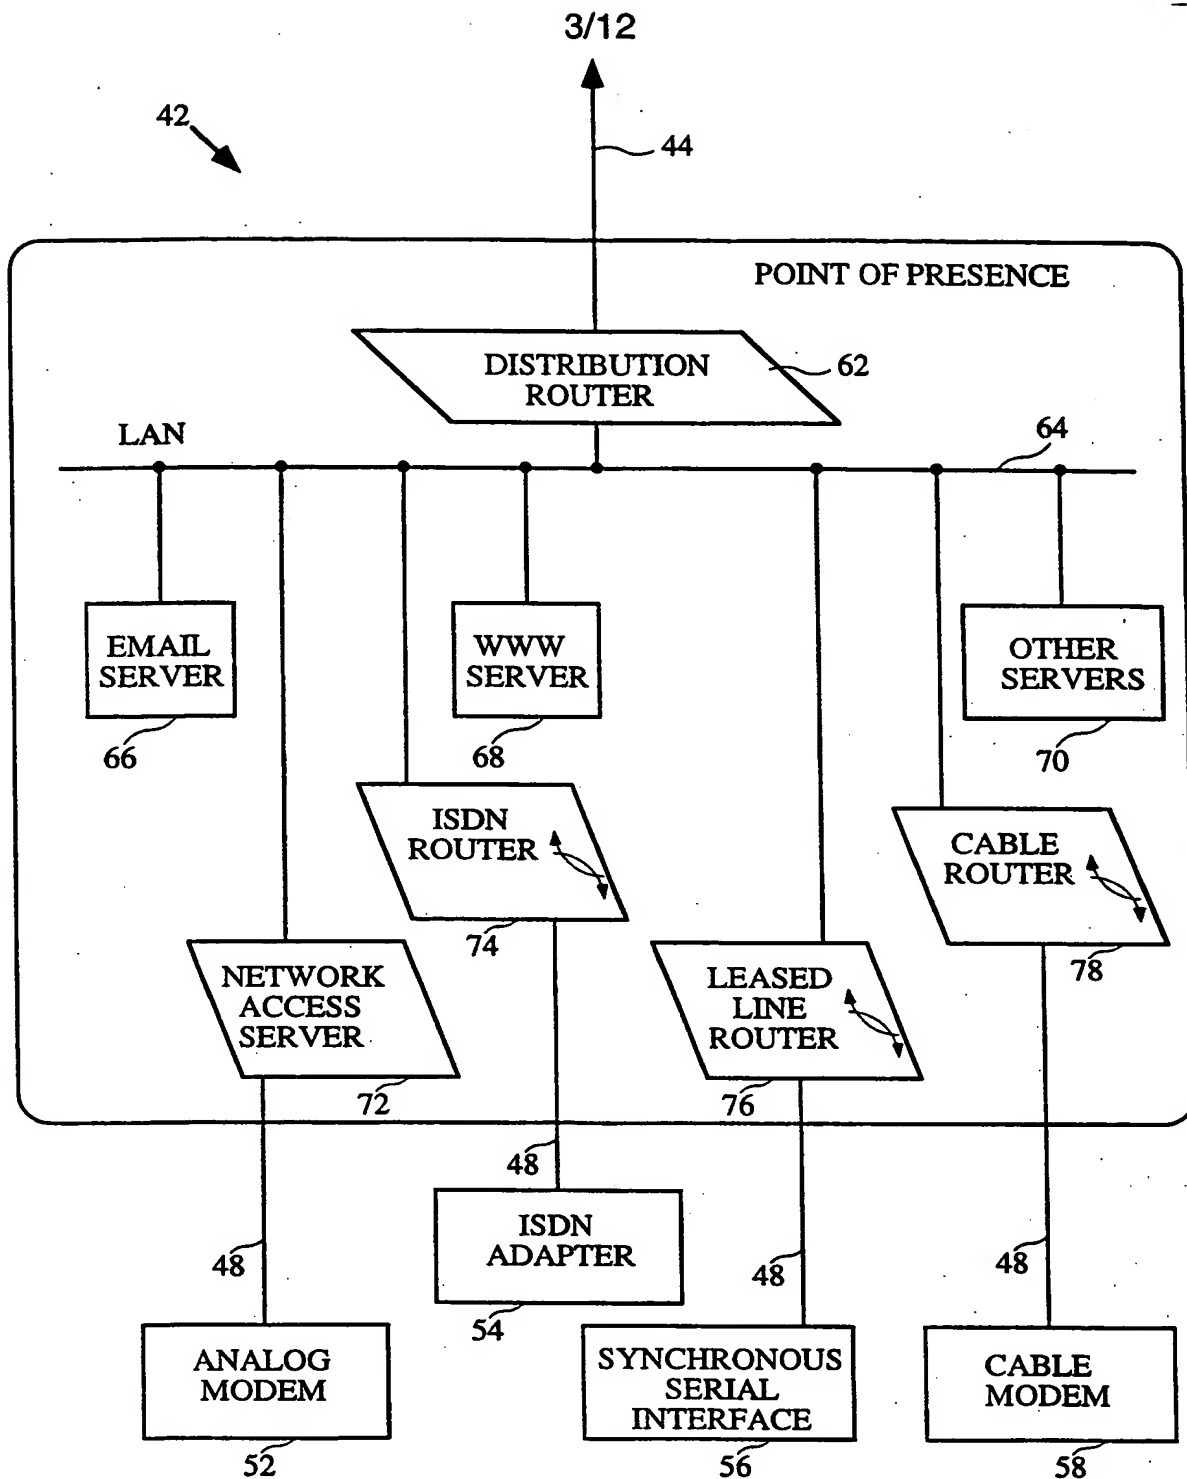 3/12
42
44
POINT OF PRESENCE
DISTRIBUTION
ROUTER
62
LAN
64
EMAIL
SERVER
66
WWW
SERVER
68
OTHER
SERVERS
70
ISDN
ROUTER
74
CABLE
ROUTER
78
NETWORK
ACCESS
SERVER
72
LEASED
LINE
ROUTER
76
48
ISDN
ADAPTER
54
48
48
48
ANALOG
MODEM
52
SYNCHRONOUS
SERIAL
INTERFACE
56
CABLE
MODEM
58